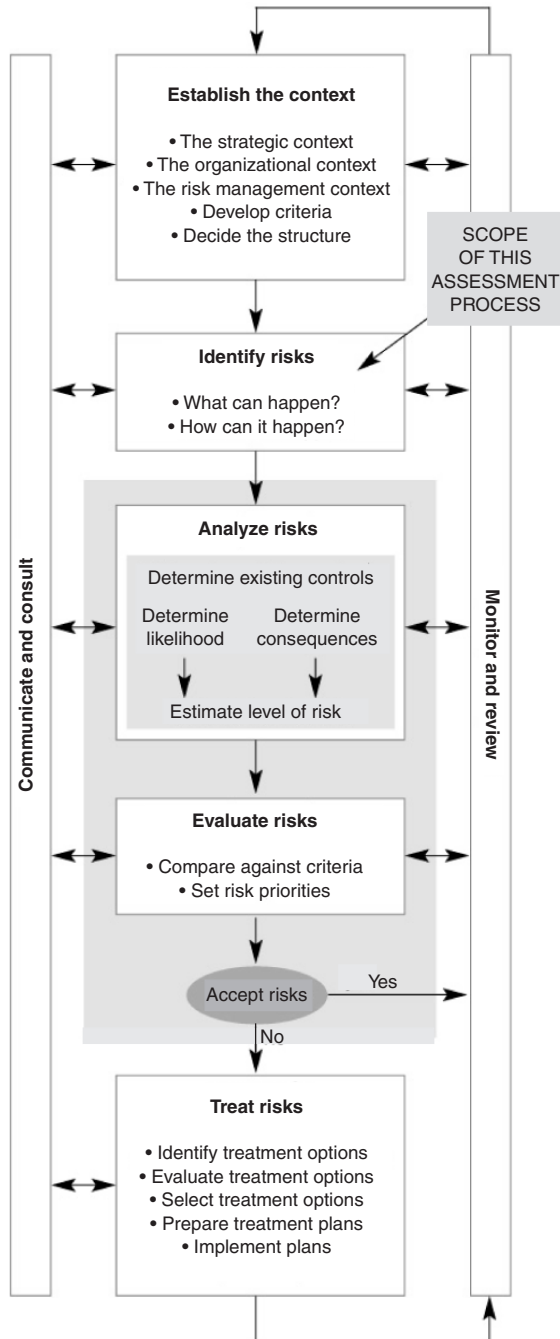 Establish the context
• The strategic context
• The organizational context
• The risk management context
• Develop criteria
• Decide the structure
SCOPE
OF THIS
ASSESSMENT
PROCESS
Identify risks
• What can happen?
• How can it happen?
Analyze risks
Determine existing controls
Determine
likelihood
Determine
consequences
Estimate level of risk
Communicate and consult
Monitor and review
Evaluate risks
• Compare against criteria
• Set risk priorities
Accept risks
Yes
No
Treat risks
• Identify treatment options
• Evaluate treatment options
• Select treatment options
• Prepare treatment plans
• Implement plans